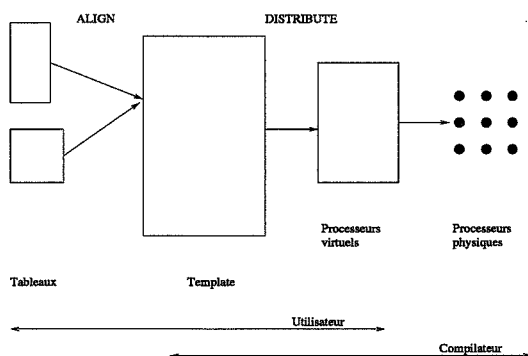 ALIGN
DISTRIBUTE
Processeurs
virtuels
Processeurs
physiques
Tableaux
Template
Utilisateur
Compilateur